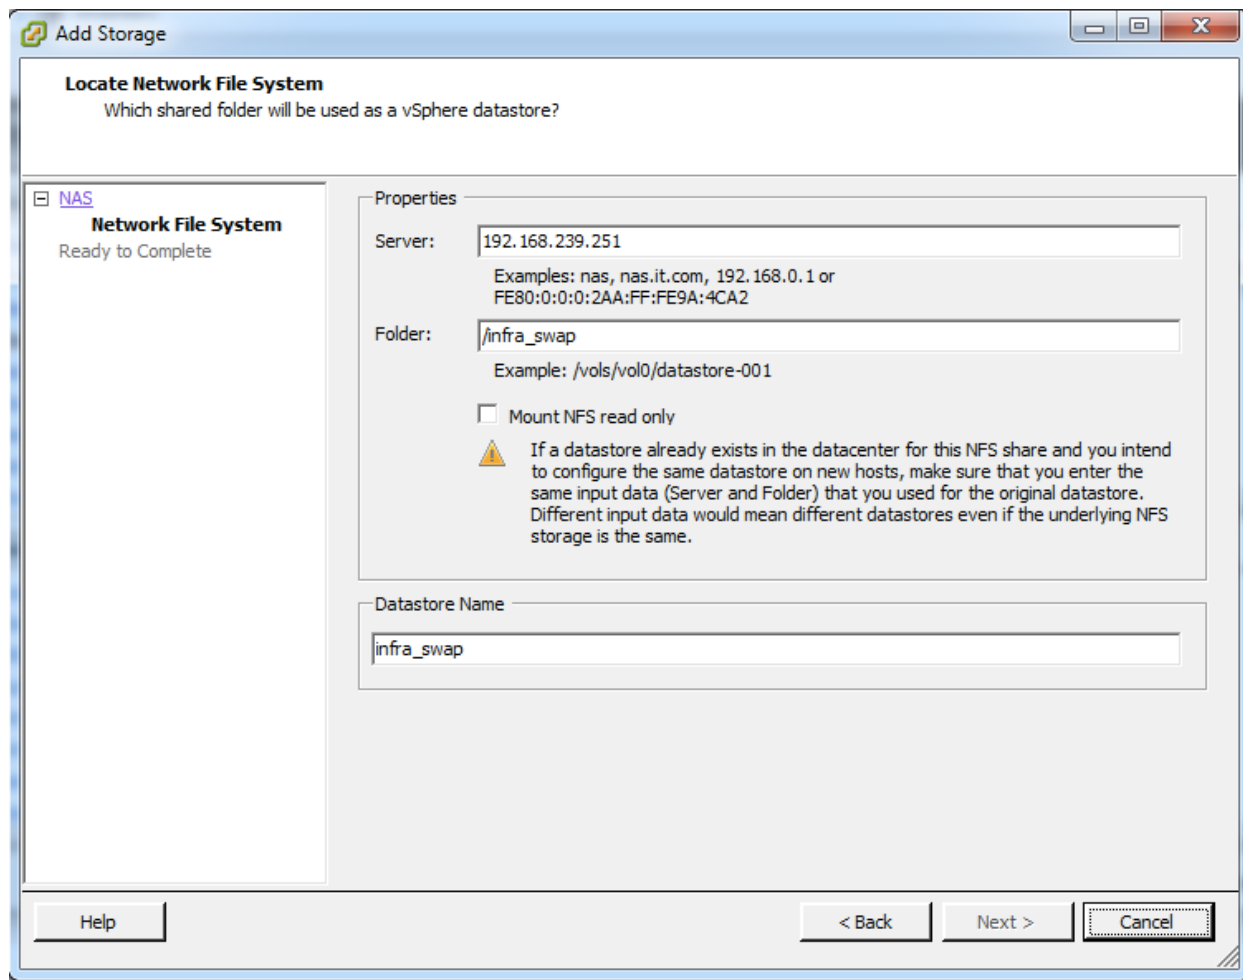 Add Storage
Locate Network File System
Which shared folder will be used as a vSphere datastore?
NAS
Network File System
Ready to Complete
Properties
Server:
192.168.239.251
Examples: nas, nas.it.com, 192.168.0.1 or
FE80:0:0:0:2AA:FF:FE9A:4CA2
Folder:
/infra_swap
Example: /vols/vol0/datastore-001
Mount NFS read only
If a datastore already exists in the datacenter for this NFS share and you intend
to configure the same datastore on new hosts, make sure that you enter the
same input data (Server and Folder) that you used for the original datastore.
Different input data would mean different datastores even if the underlying NFS
storage is the same.
Datastore Name
infra_swap
Help
< Back
Next >
Cancel